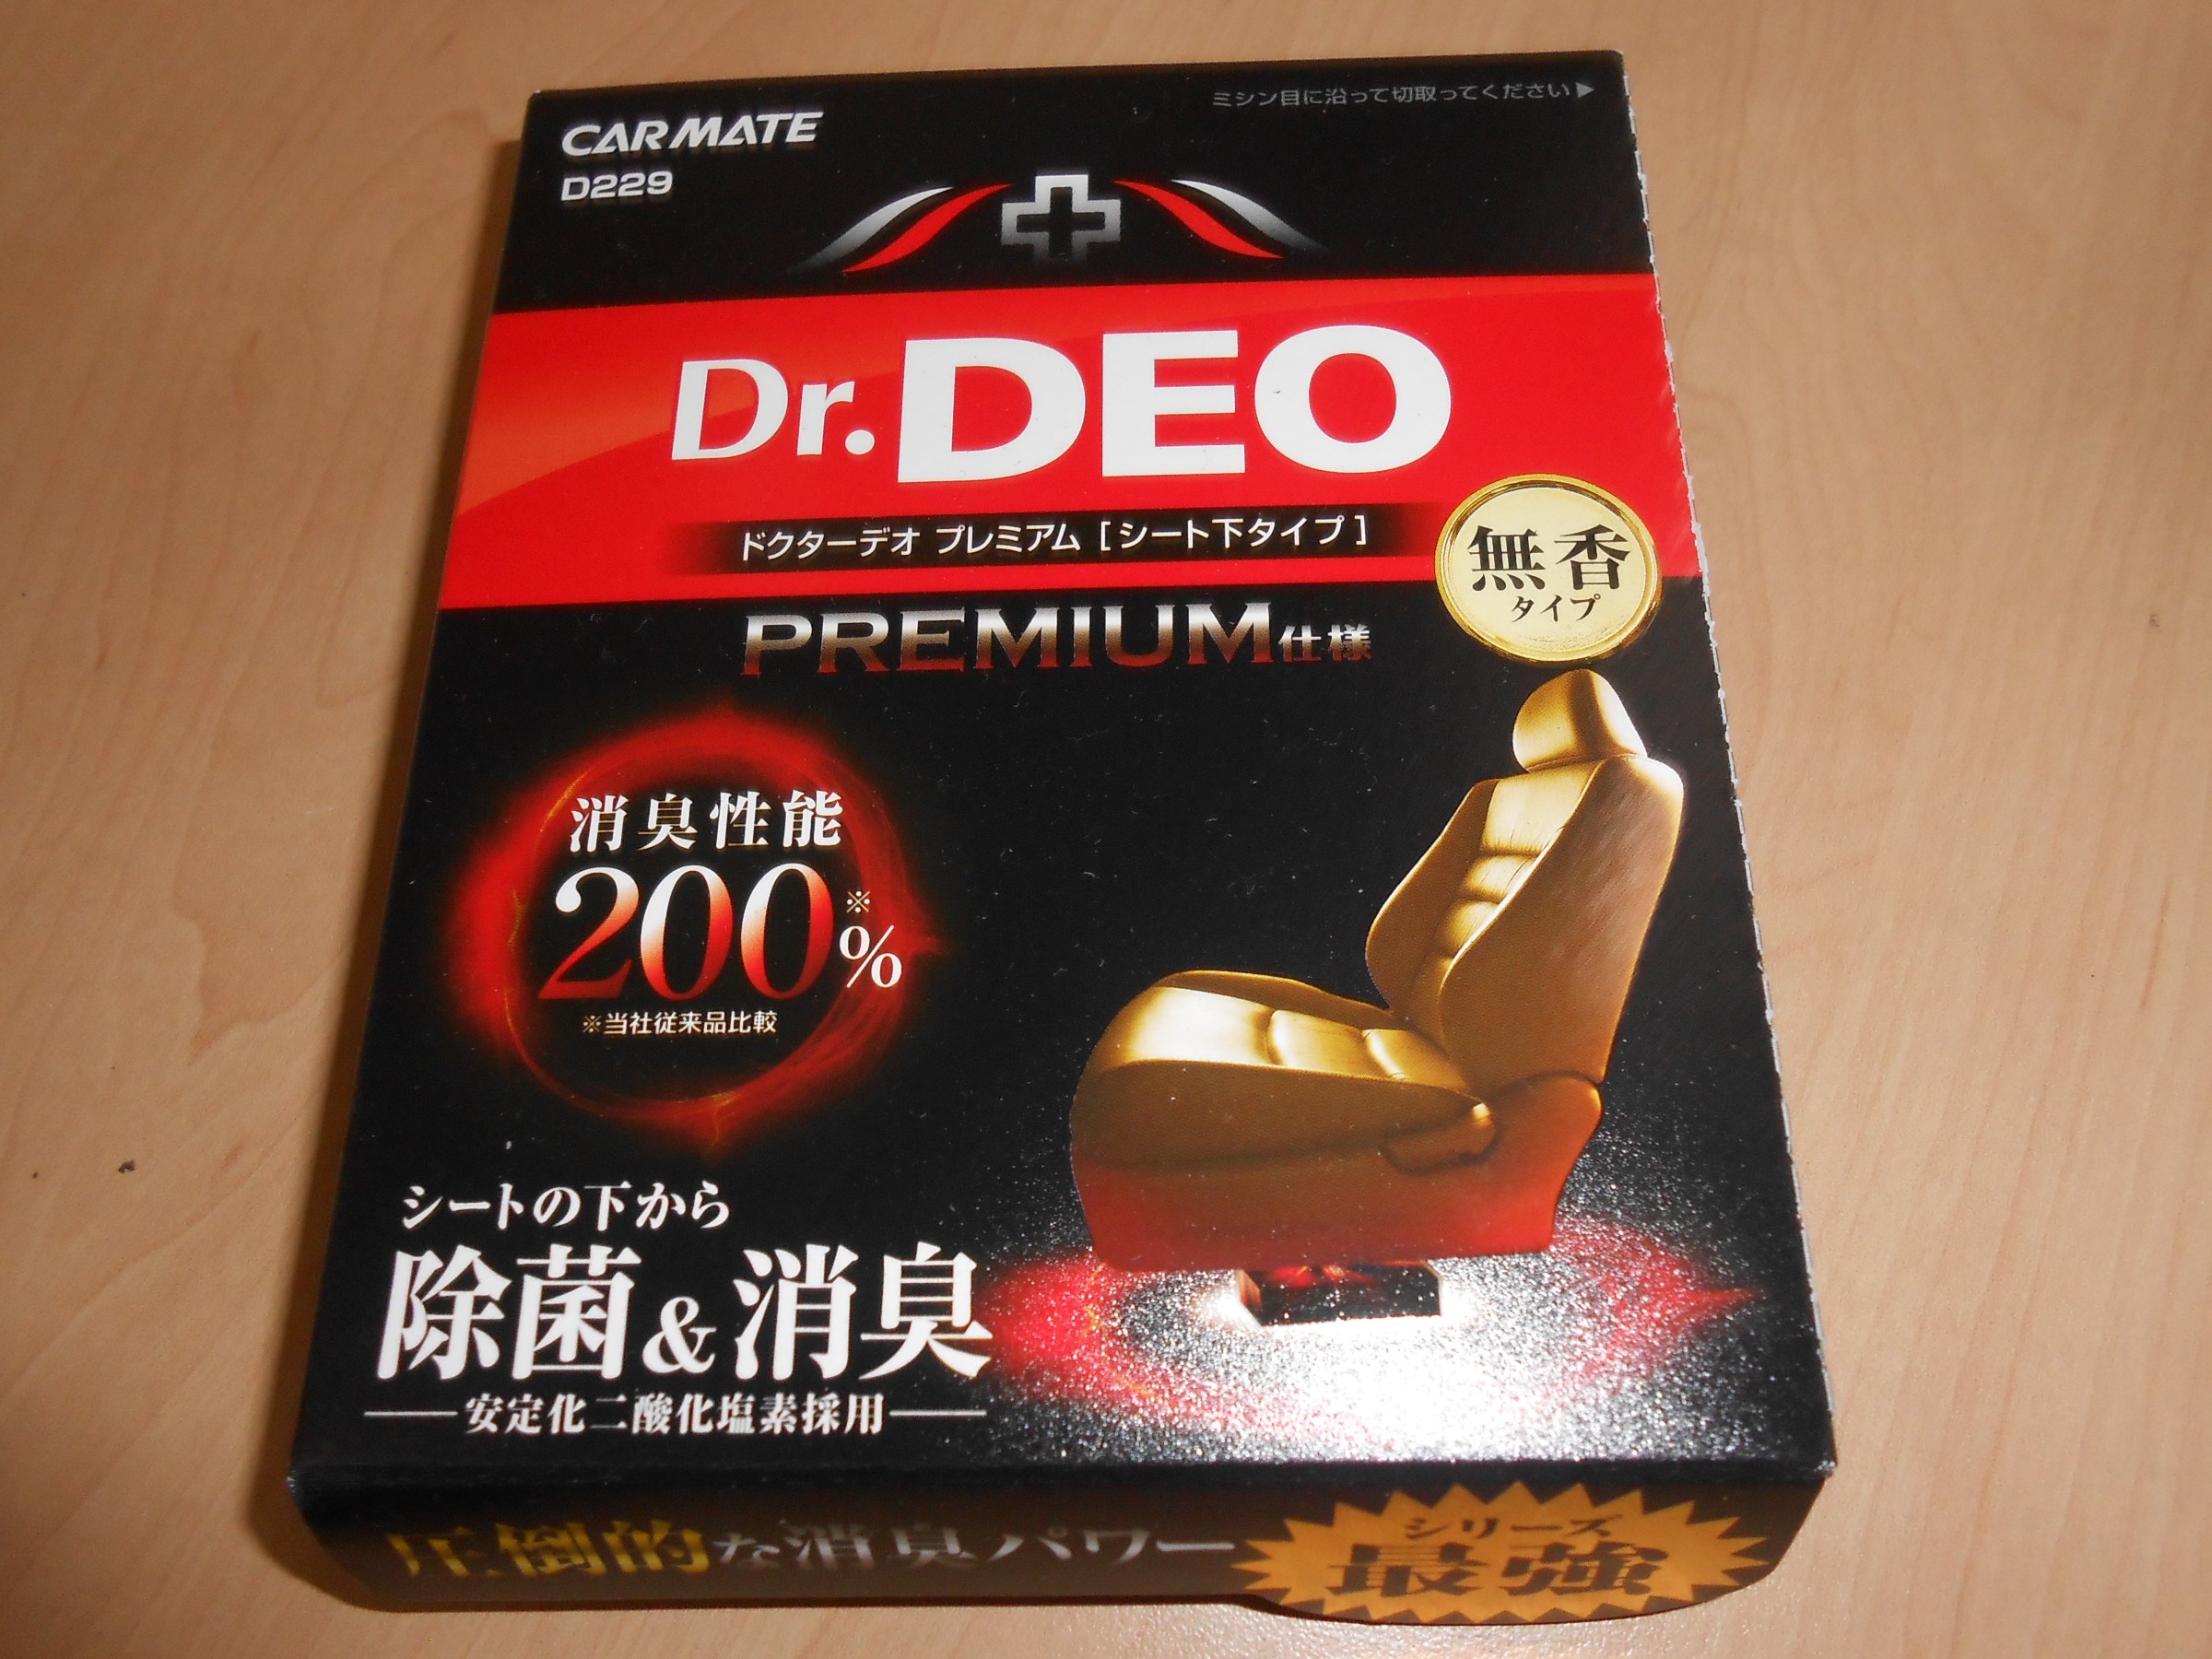 CARMATE
D229
ミシン目に沿って切取ってください▶
Dr.DEO
ドクターデオ プレミアム [シート下タイプ]
無香
タイプ
PREMIUM仕様
消臭性能
200※%
※当社従来品比較
シートの下から
除菌&消臭
安定化二酸化塩素採用
圧倒的な消臭パワー
シリーズ
最強